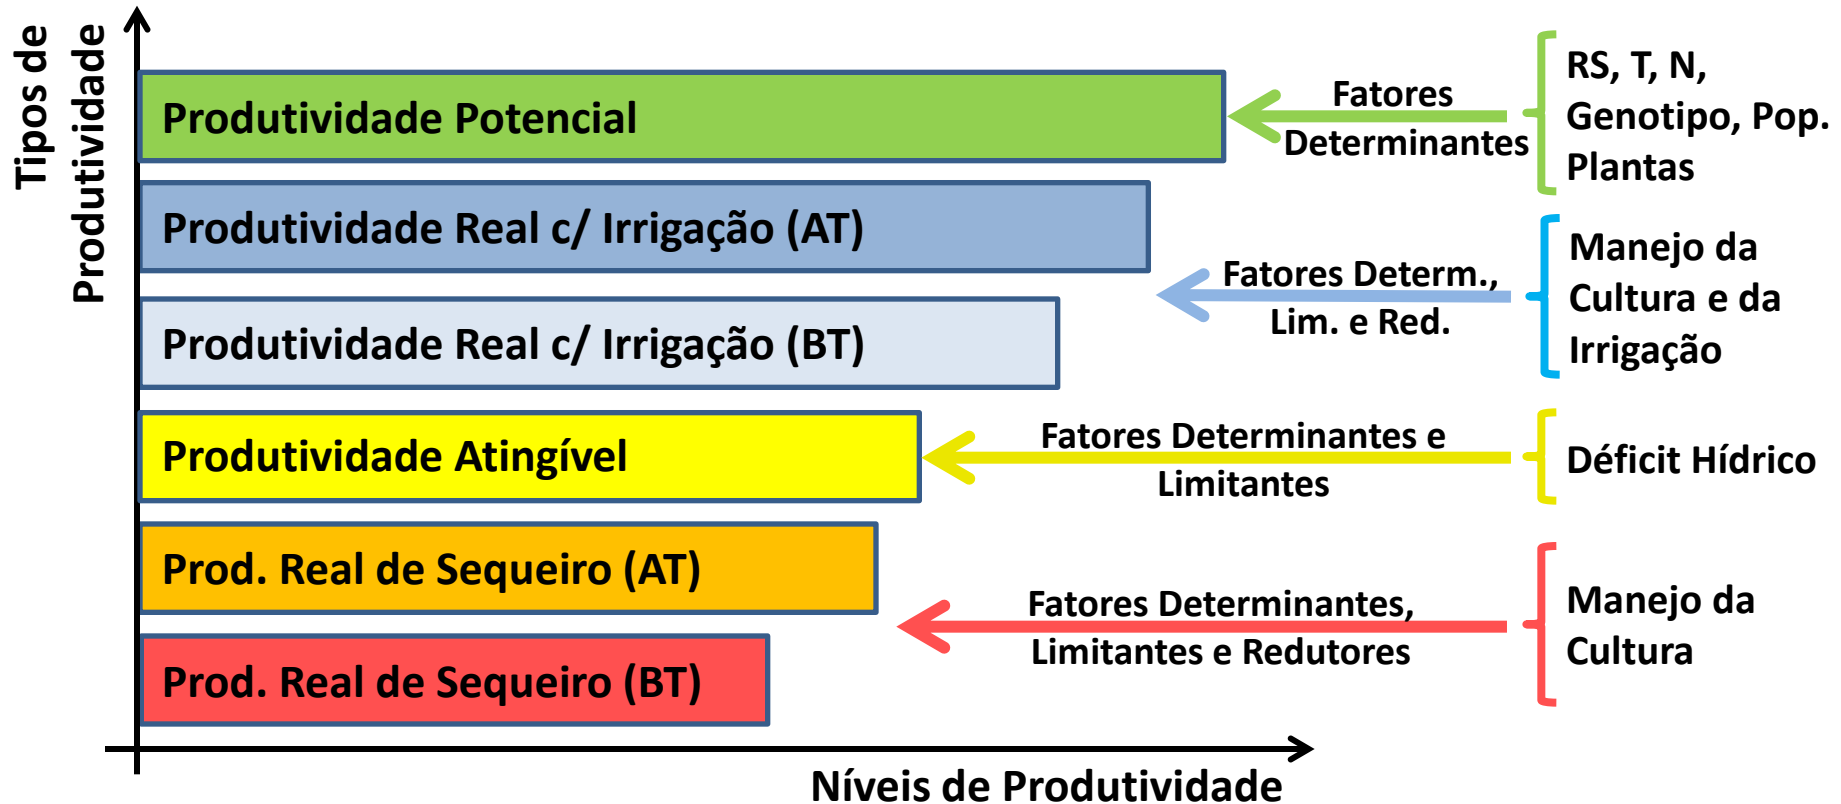 Tipos de
Produtividade
Produtividade Potencial
Fatores
Determinantes
RS, T, N,
Genotipo, Pop.
Plantas
Produtividade Real c/ Irrigação (AT)
Produtividade Real c/ Irrigação (BT)
Fatores Determ.,
Lim. e Red.
Manejo da
Cultura e da
Irrigação
Produtividade Atingível
Fatores Determinantes e
Limitantes
Déficit Hídrico
Prod. Real de Sequeiro (AT)
Prod. Real de Sequeiro (BT)
Fatores Determinantes,
Limitantes e Redutores
Manejo da
Cultura
Níveis de Produtividade